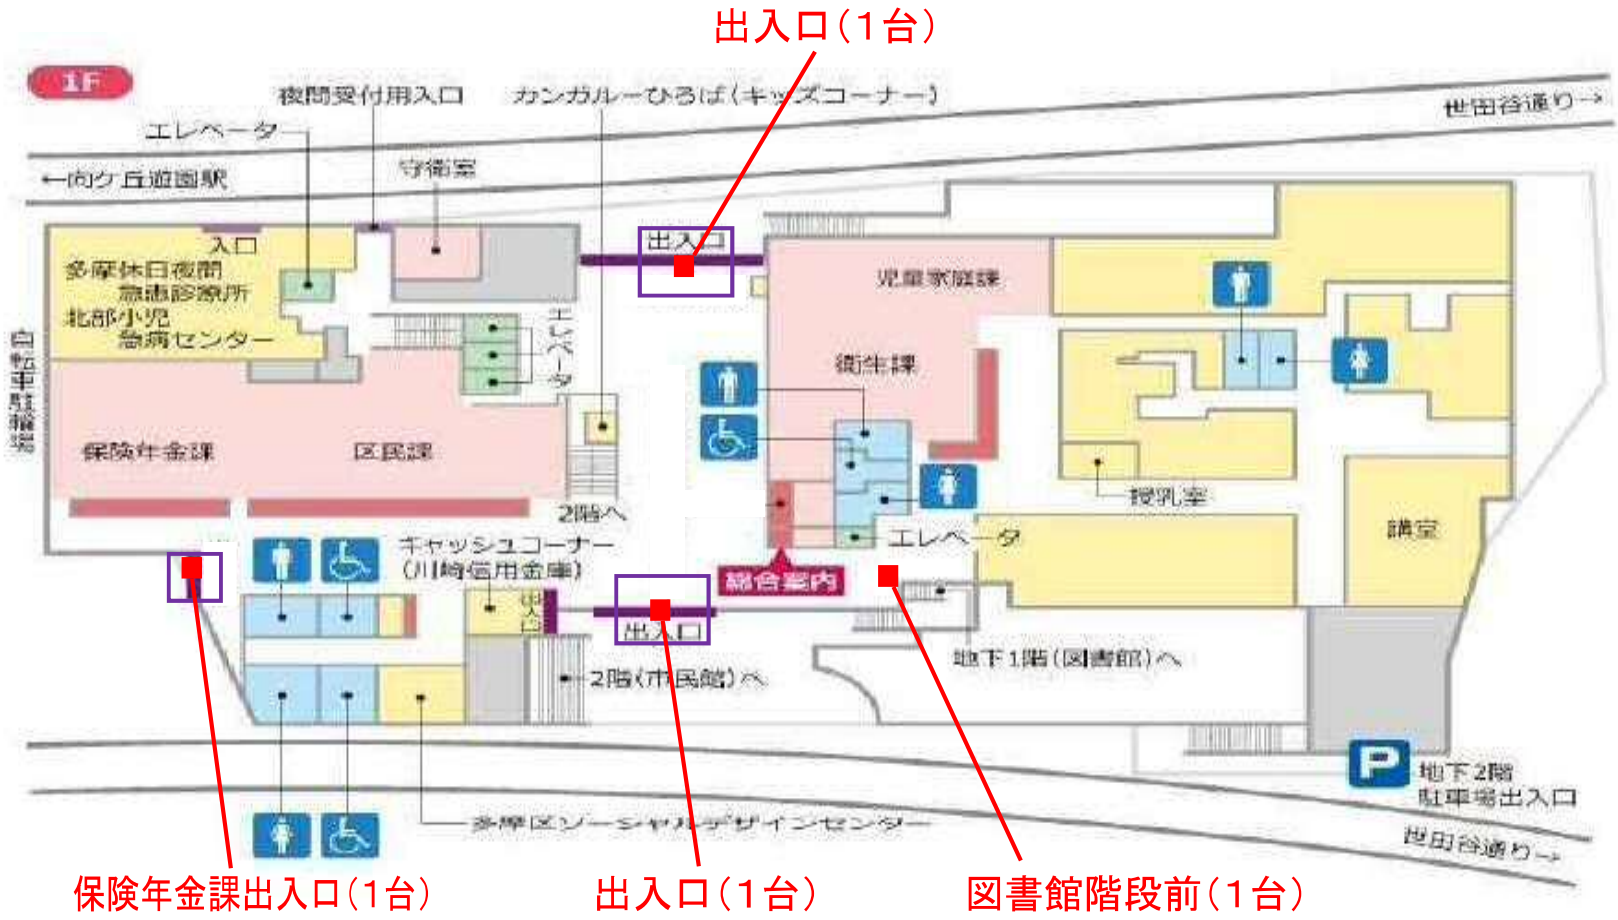 出入口(1台)
1F
夜間受付用入口
カンガルーひろば(キッズコーナー)
世田谷通り→
エレベータ
守衛室
←向ケ丘遊園駅
出入口
入口
多摩休日夜間
急患診療所
北部小児
急病センター
児童家庭課
エレベータ
自転車駐輪場
衛生課
保険年金課
区民課
授乳室
2階へ
講室
キャッシュコーナー
(川崎信用金庫)
エレベータ
総合案内
出入口
出入口
地下1階(図書館)へ
2階(市民館)へ
P
地下2階
駐車場出入口
多摩区ソーシャルデザインセンター
世田谷通り→
保険年金課出入口(1台)
出入口(1台)
図書館階段前(1台)